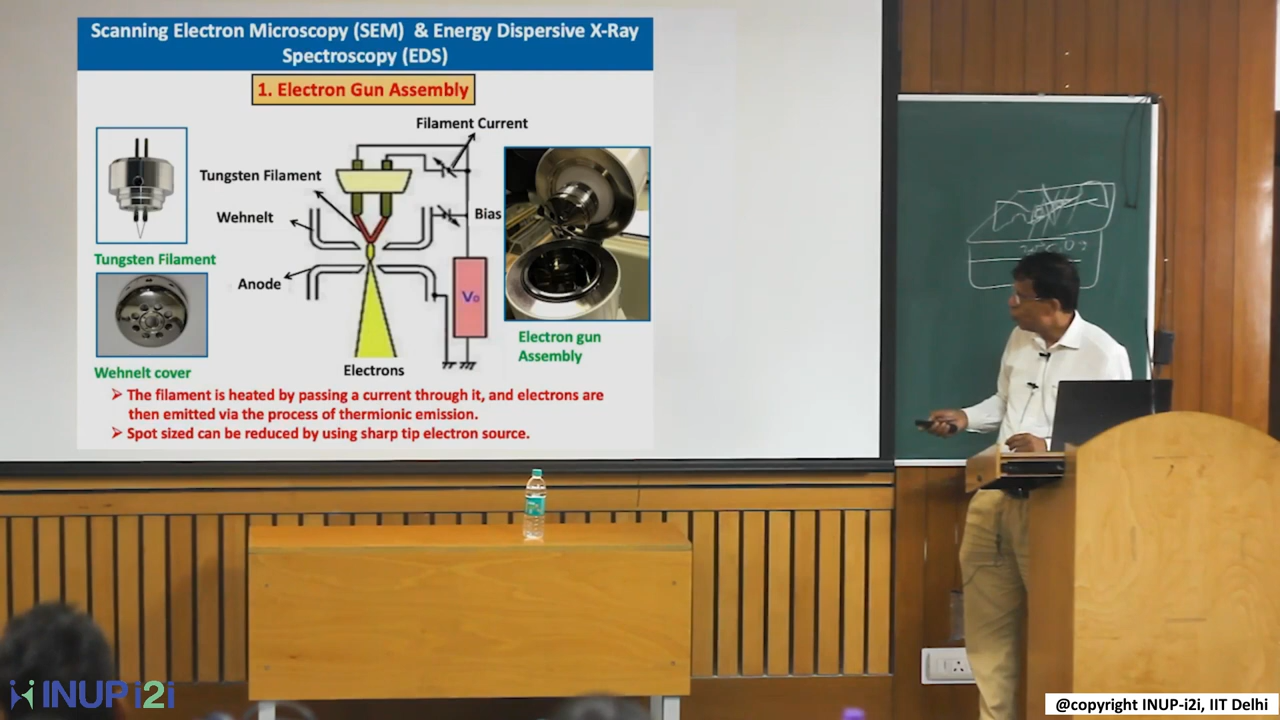 Scanning Electron Microscopy (SEM) & Energy Dispersive X-Ray
Spectroscopy (EDS)
1. Electron Gun Assembly
Filament Current
Tungsten Filament
Wehnelt
Bias
Anode
V₀
Electrons
Tungsten Filament
Wehnelt cover
Electron gun
Assembly
➢ The filament is heated by passing a current through it, and electrons are
then emitted via the process of thermionic emission.
➢ Spot sized can be reduced by using sharp tip electron source.
INUP i2i
@copyright INUP-i2i, IIT Delhi